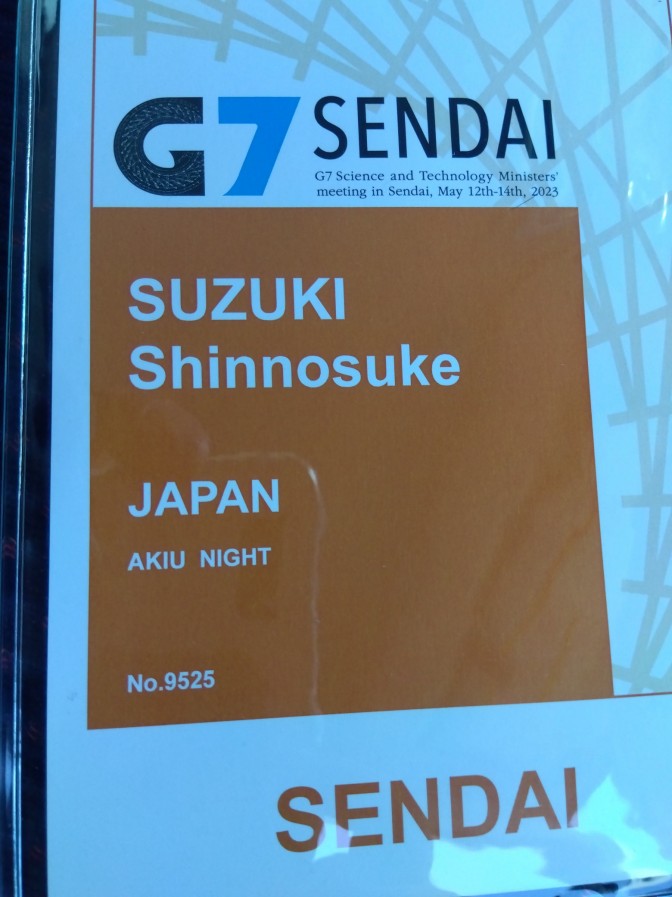 G7 SENDAI
G7 Science and Technology Ministers'
meeting in Sendai, May 12th-14th, 2023
SUZUKI
Shinnosuke
JAPAN
AKIU NIGHT
No.9525
SENDAI